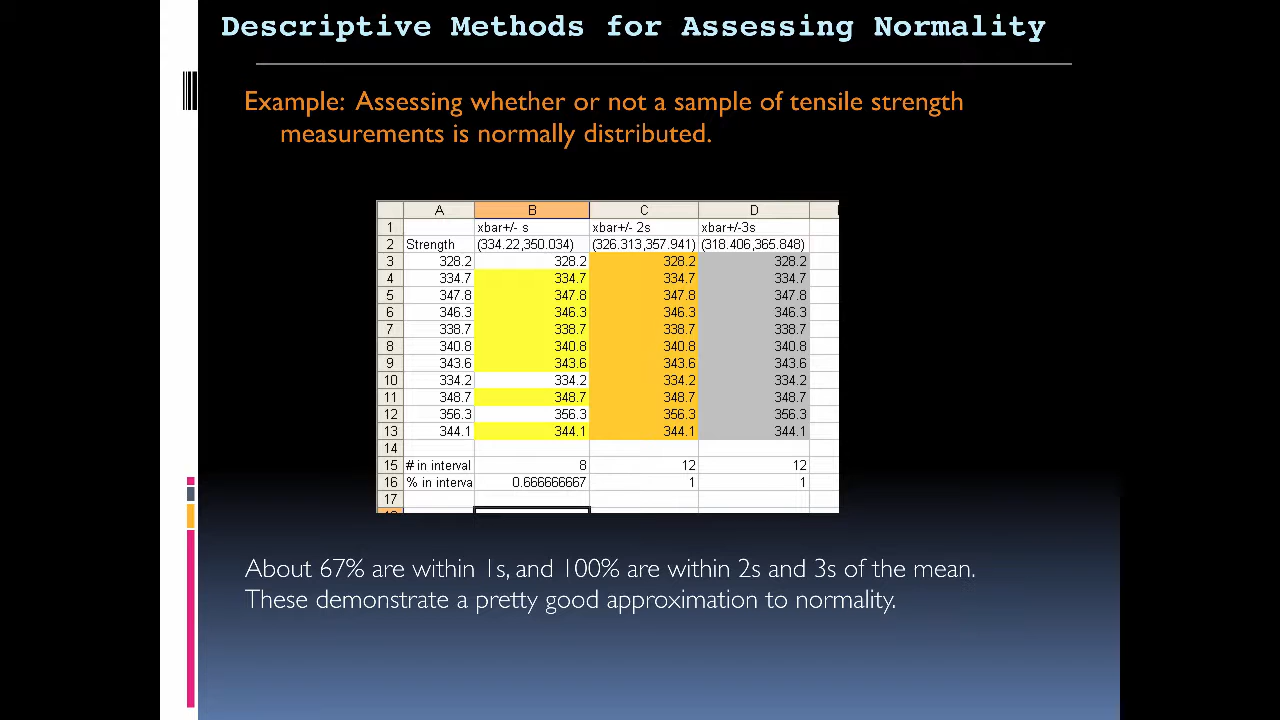 Descriptive Methods for Assessing Normality
Example: Assessing whether or not a sample of tensile strength
measurements is normally distributed.
A B C D
1 xbar+/- s xbar+/- 2s xbar+/-3s
2 Strength (334.22,350.034) (326.313,357.941) (318.406,365.848)
3 328.2 328.2 328.2 328.2
4 334.7 334.7 334.7 334.7
5 347.8 347.8 347.8 347.8
6 346.3 346.3 346.3 346.3
7 338.7 338.7 338.7 338.7
8 340.8 340.8 340.8 340.8
9 343.6 343.6 343.6 343.6
10 334.2 334.2 334.2 334.2
11 348.7 348.7 348.7 348.7
12 356.3 356.3 356.3 356.3
13 344.1 344.1 344.1 344.1
14
15 # in interval 8 12 12
16 % in interva 0.666666667 1 1
17
About 67% are within 1s, and 100% are within 2s and 3s of the mean.
These demonstrate a pretty good approximation to normality.